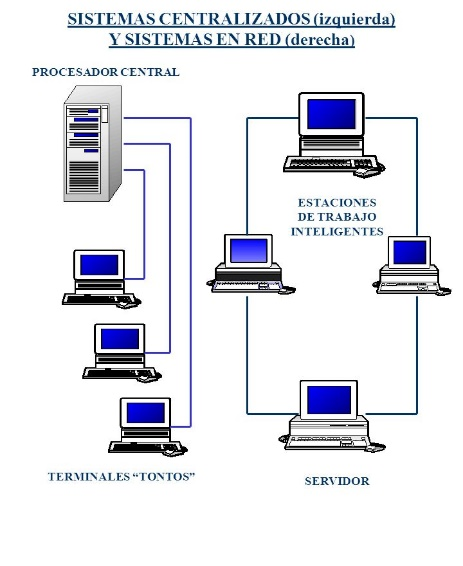 SISTEMAS CENTRALIZADOS (izquierda)
Y SISTEMAS EN RED (derecha)
PROCESADOR CENTRAL
ESTACIONES
DE TRABAJO
INTELIGENTES
TERMINALES “TONTOS”
SERVIDOR